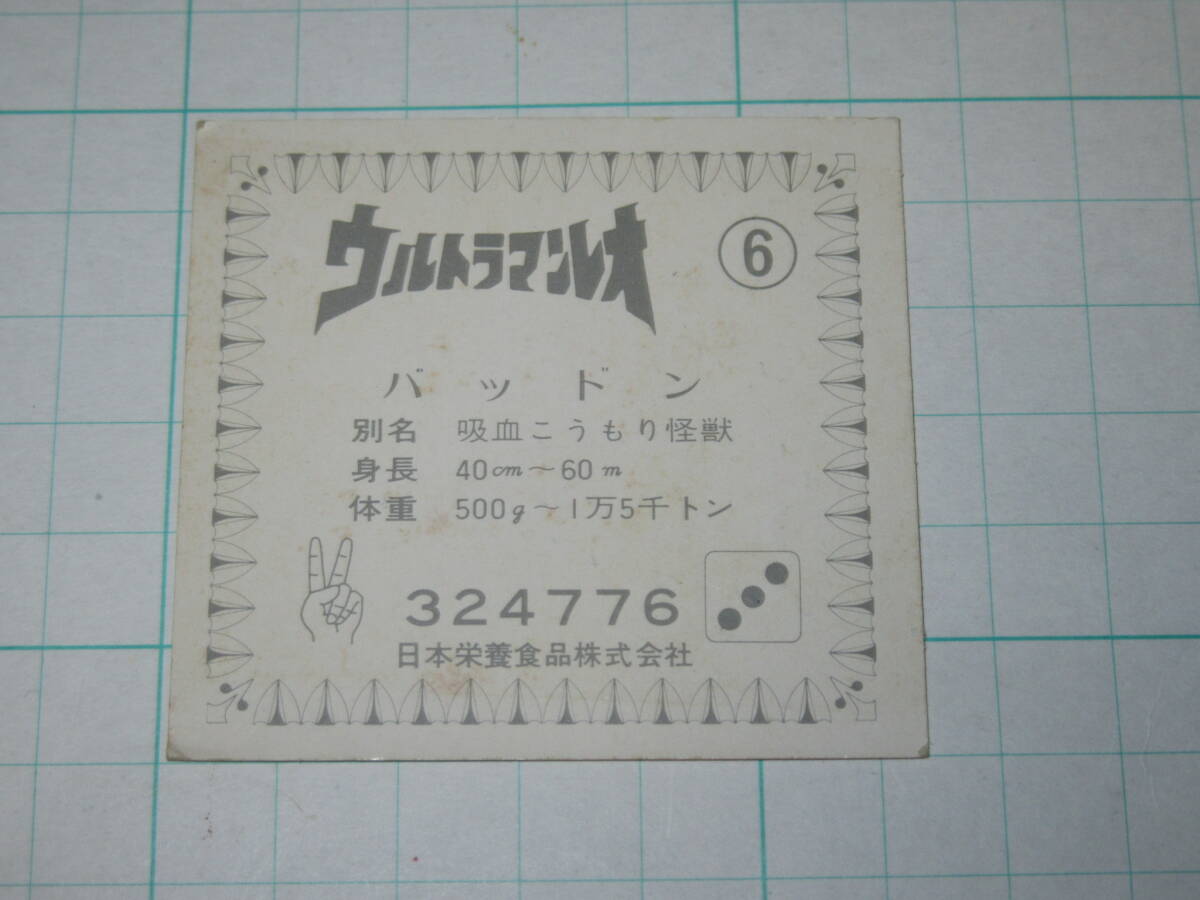 ウルトラマンレオ
⑥
バッドン
別名 吸血こうもり怪獣
身長 40cm〜60m
体重 500g〜1万5千トン
324776
日本栄養食品株式会社